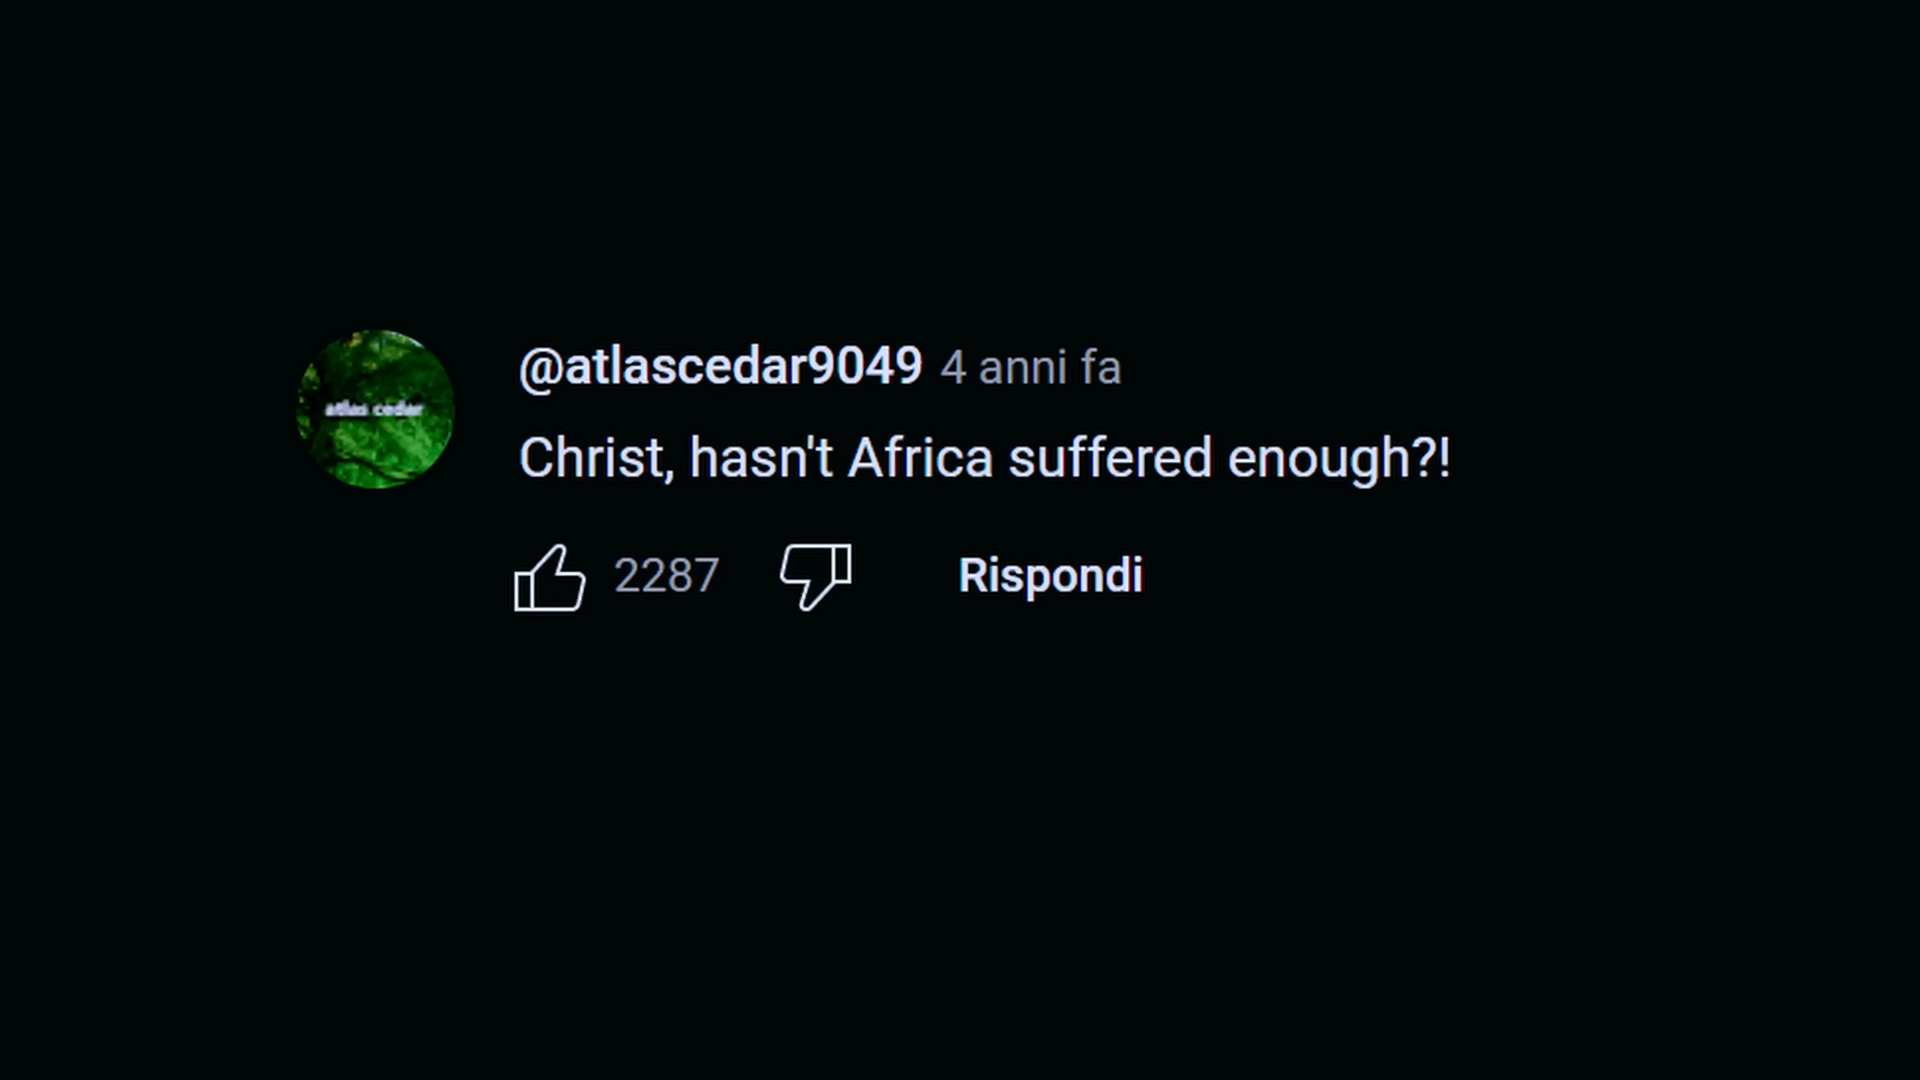 atlas cedar
@atlascedar9049 4 anni fa
Christ, hasn't Africa suffered enough?!
2287 Rispondi